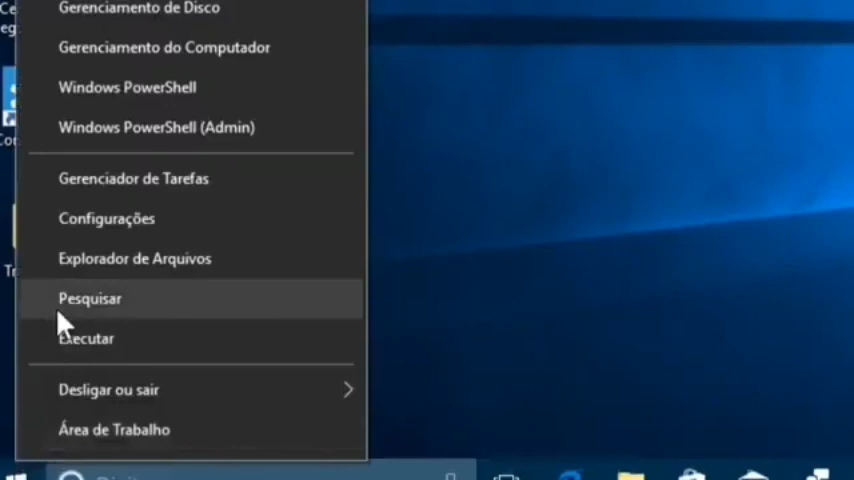 Gerenciamento de Disco
Gerenciamento do Computador
Windows PowerShell
Windows PowerShell (Admin)
Gerenciador de Tarefas
Configurações
Explorador de Arquivos
Pesquisar
Executar
Desligar ou sair
Área de Trabalho